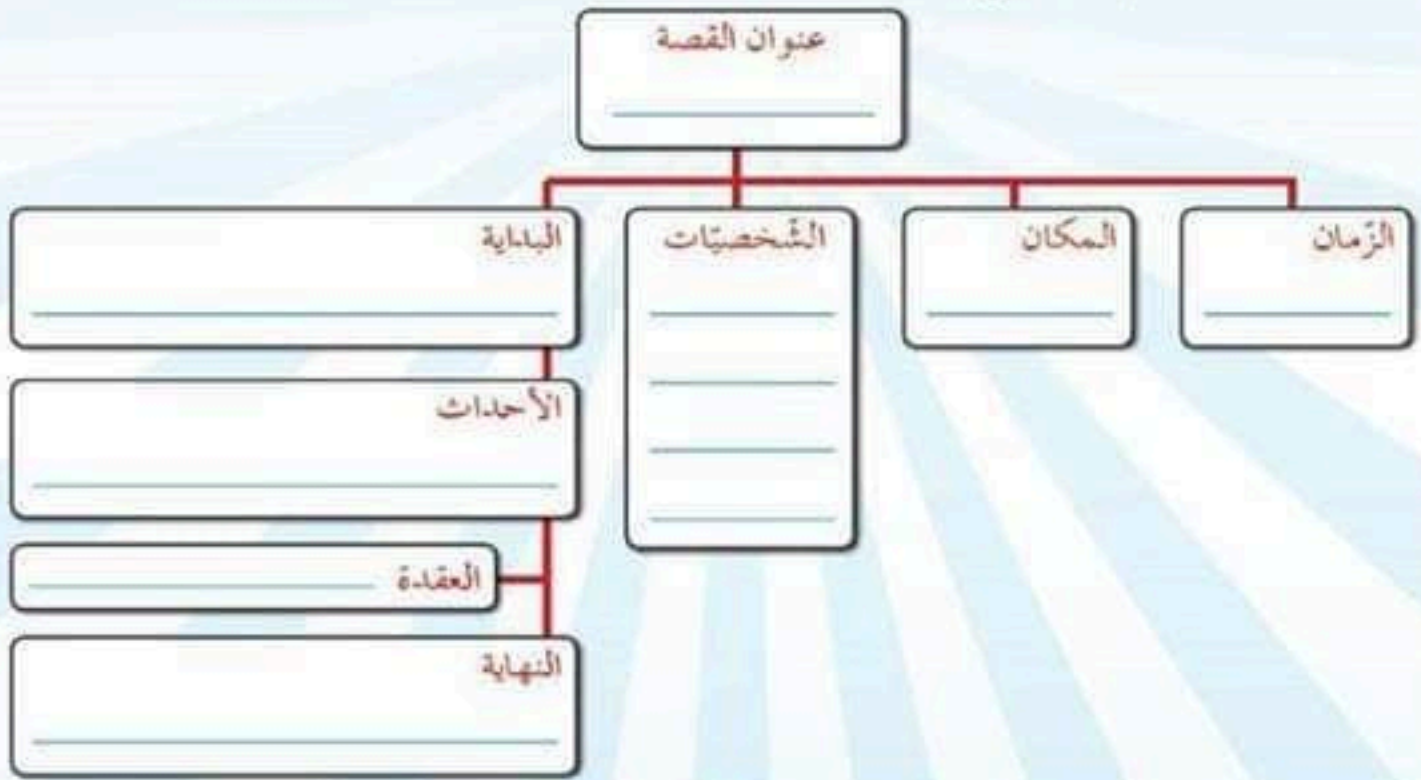 عنوان القصة
الزّمان
المكان
الشّخصيّات
البداية
الأحداث
العقدة
النهاية